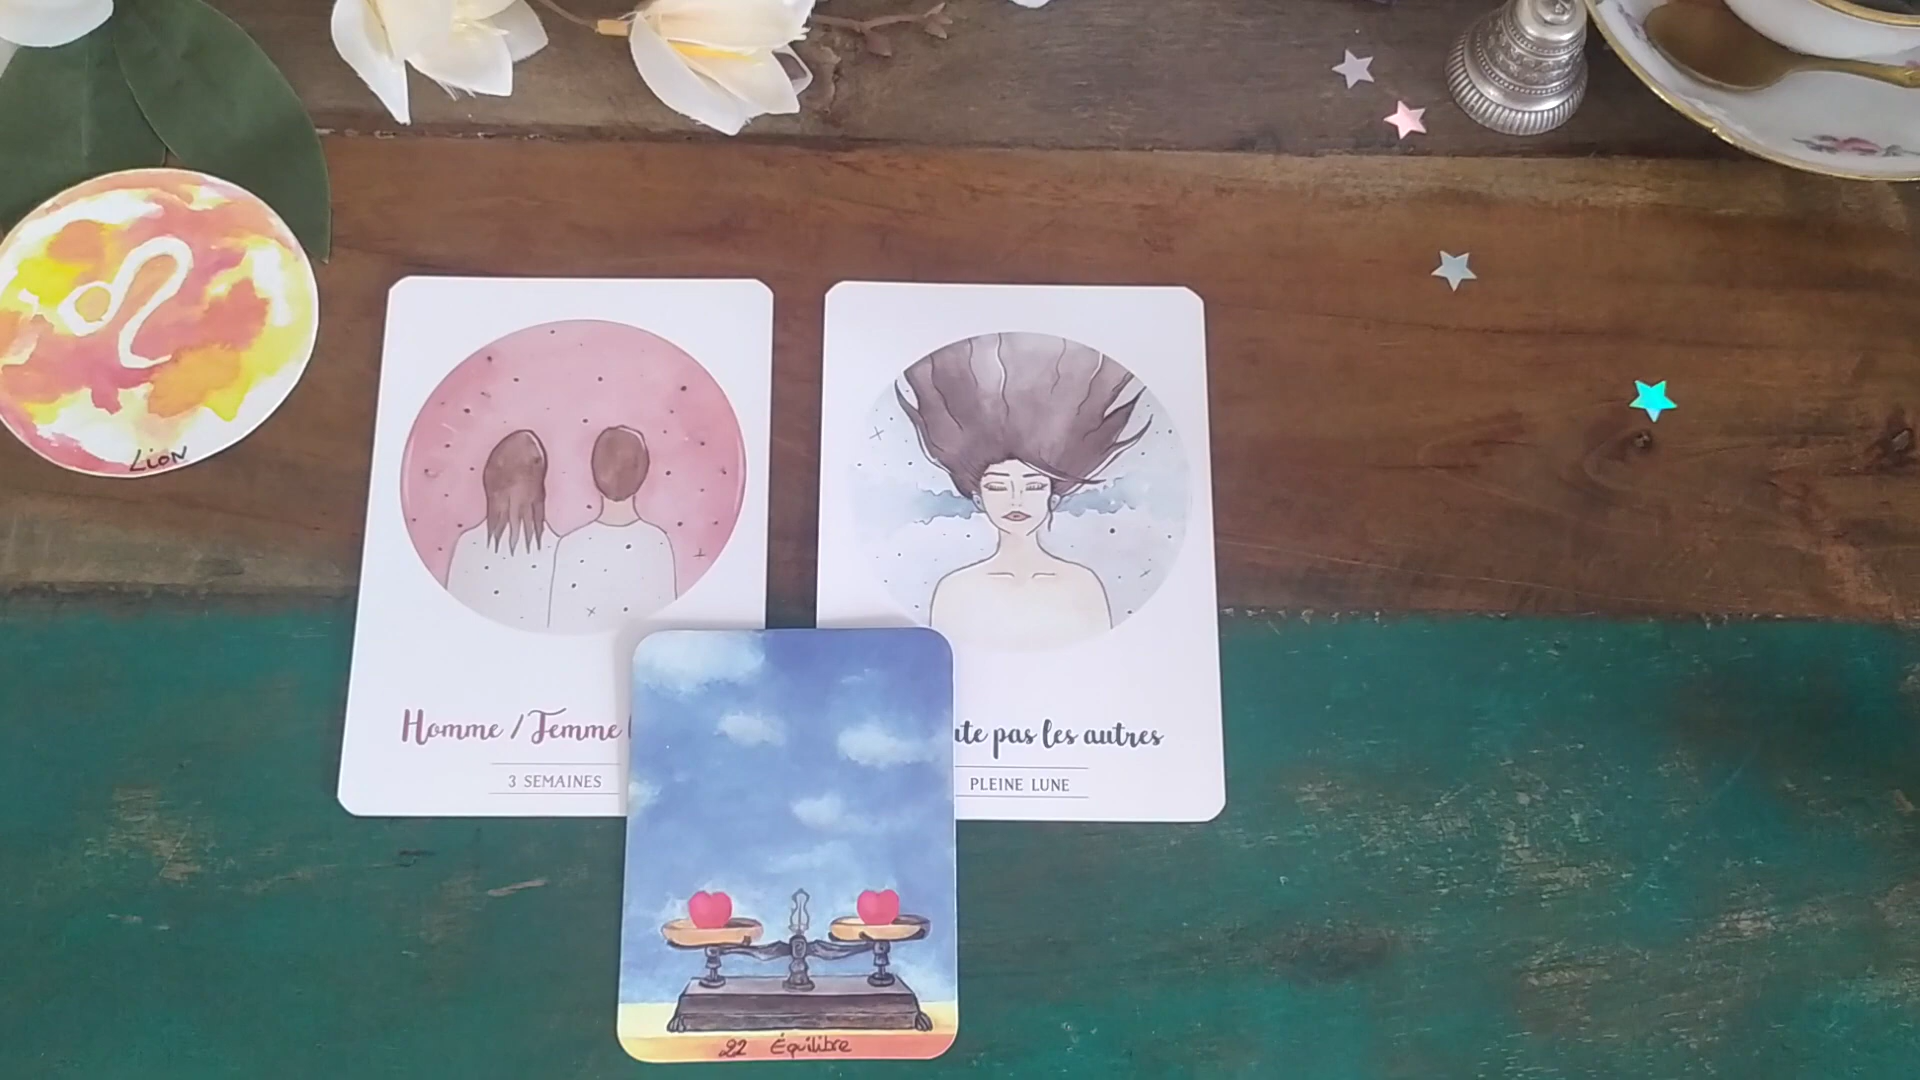 Lion
Homme / Femme
3 SEMAINES
pas les autres
PLEINE LUNE
22 Équilibre